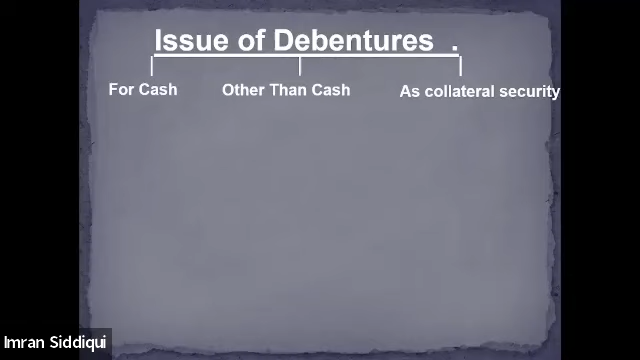 Issue of Debentures .
For Cash
Other Than Cash
As collateral security
Imran Siddiqui